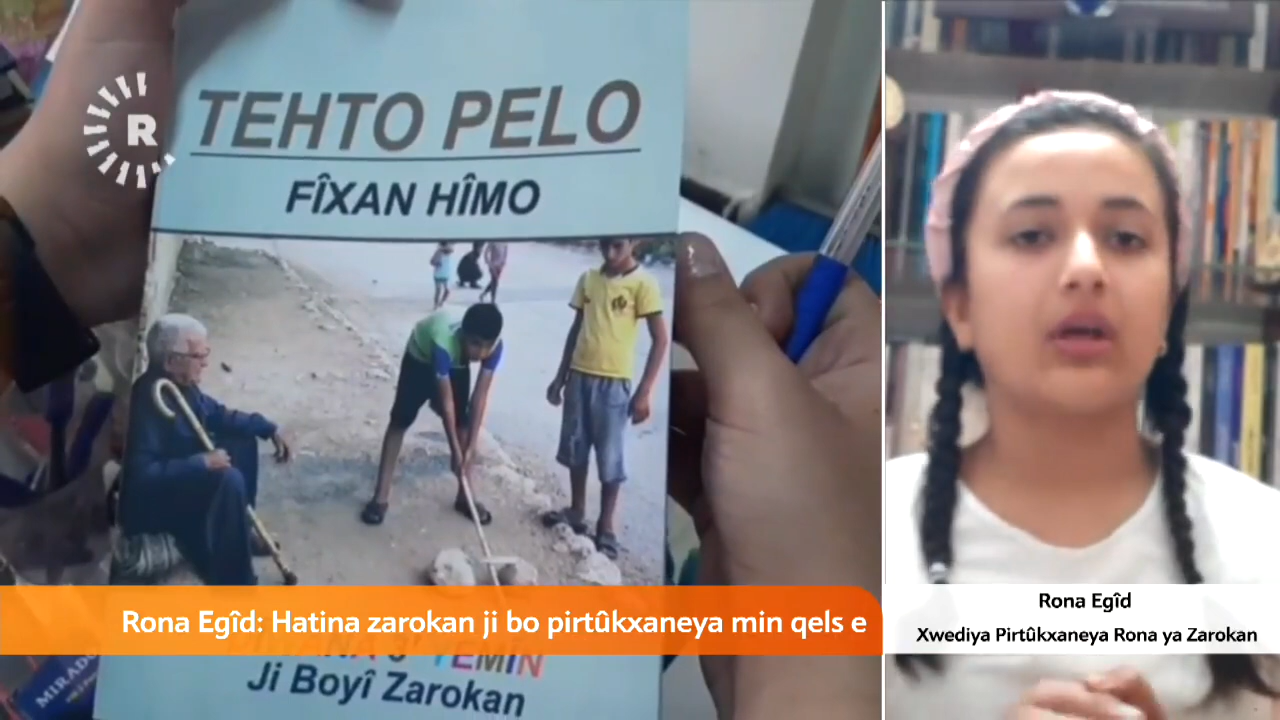 R
TEHTO PELO
FÎXAN HÎMO
Rona Egîd: Hatina zarokan ji bo pirtûkxaneya min qels e
Ji Boyî Zarokan
Rona Egîd
Xwediya Pirtûkxaneya Rona ya Zarokan